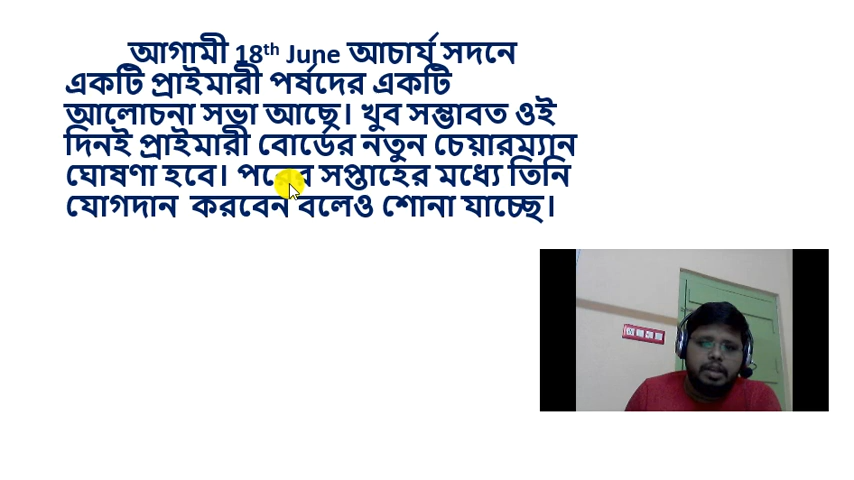 আগামী 18th June আচার্য সদনে
একটি প্রাইমারী পর্ষদের একটি
আলোচনা সভা আছে। খুব সম্ভাবত ওই
দিনই প্রাইমারী বোর্ডের নতুন চেয়ারম্যান
ঘোষণা হবে। পরের সপ্তাহের মধ্যে তিনি
যোগদান করবেন বলেও শোনা যাচ্ছে।